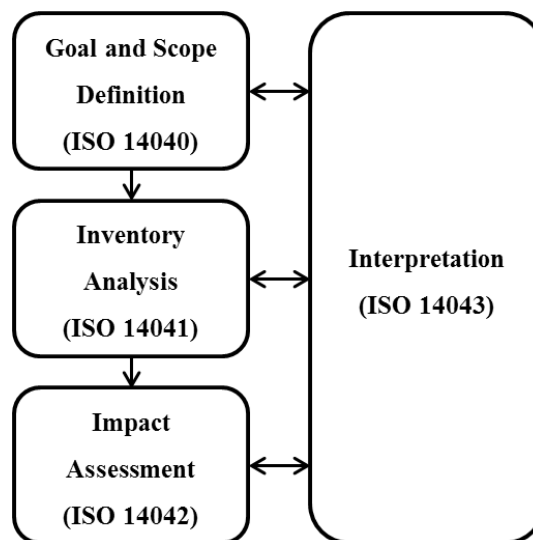 Goal and Scope
Definition
(ISO 14040)
Inventory
Analysis
(ISO 14041)
Impact
Assessment
(ISO 14042)
Interpretation
(ISO 14043)